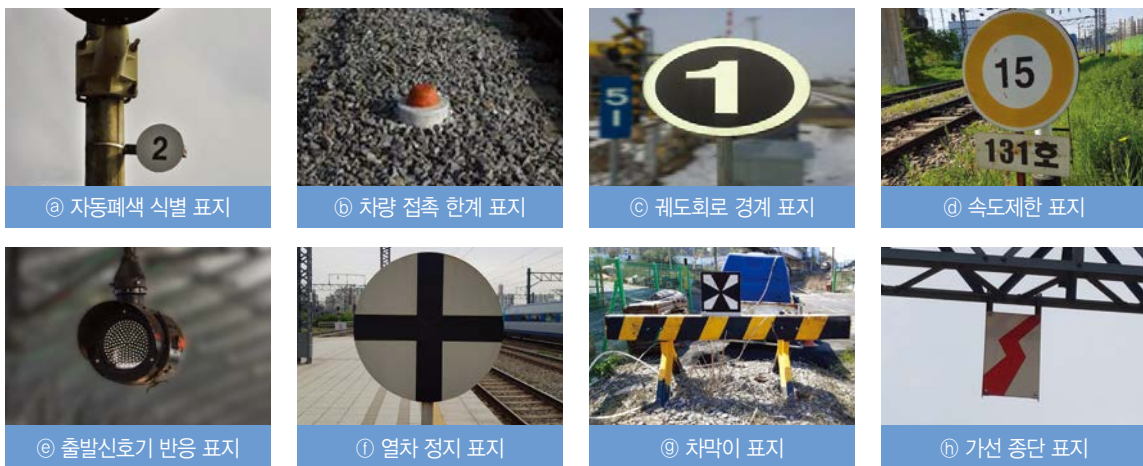 2
1
5
1
15
131호
ⓐ 자동폐색 식별 표지
ⓑ 차량 접촉 한계 표지
ⓒ 궤도회로 경계 표지
ⓓ 속도제한 표지
ⓔ 출발신호기 반응 표지
ⓕ 열차 정지 표지
ⓖ 차막이 표지
ⓗ 가선 종단 표지